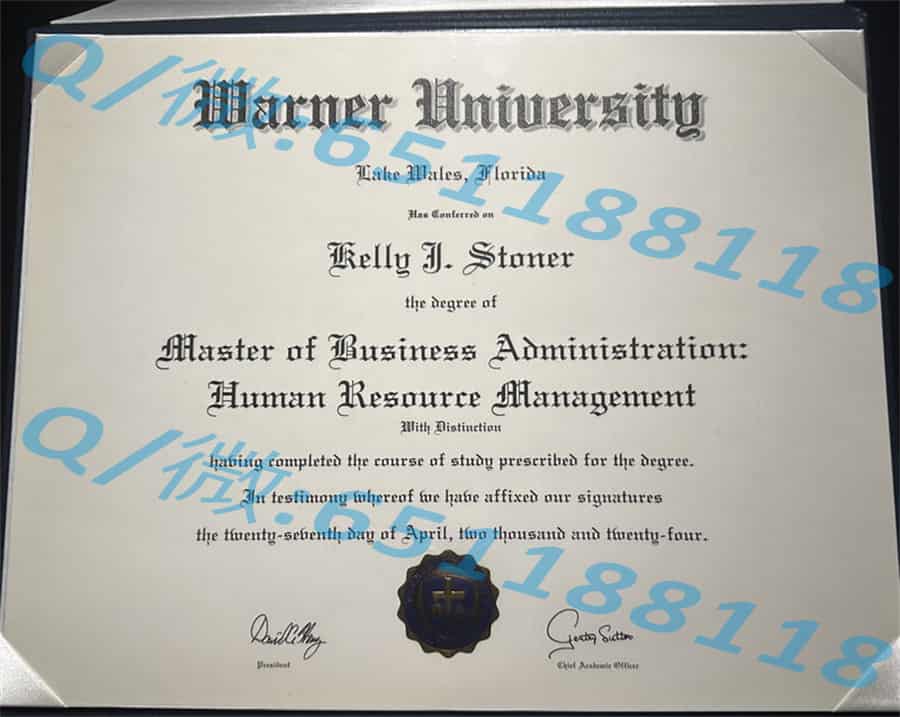 Warner University
Q/微:651188118
Lake Wales, Florida
Has Conferred on
Kelly J. Stoner
the degree of
Master of Business Administration:
Human Resource Management
With Distinction
Q/微:651188118
having completed the course of study prescribed for the degree.
In testimony whereof we have affixed our signatures
the twenty-seventh day of April, two thousand and twenty-four.
President
Chief Academic Officer